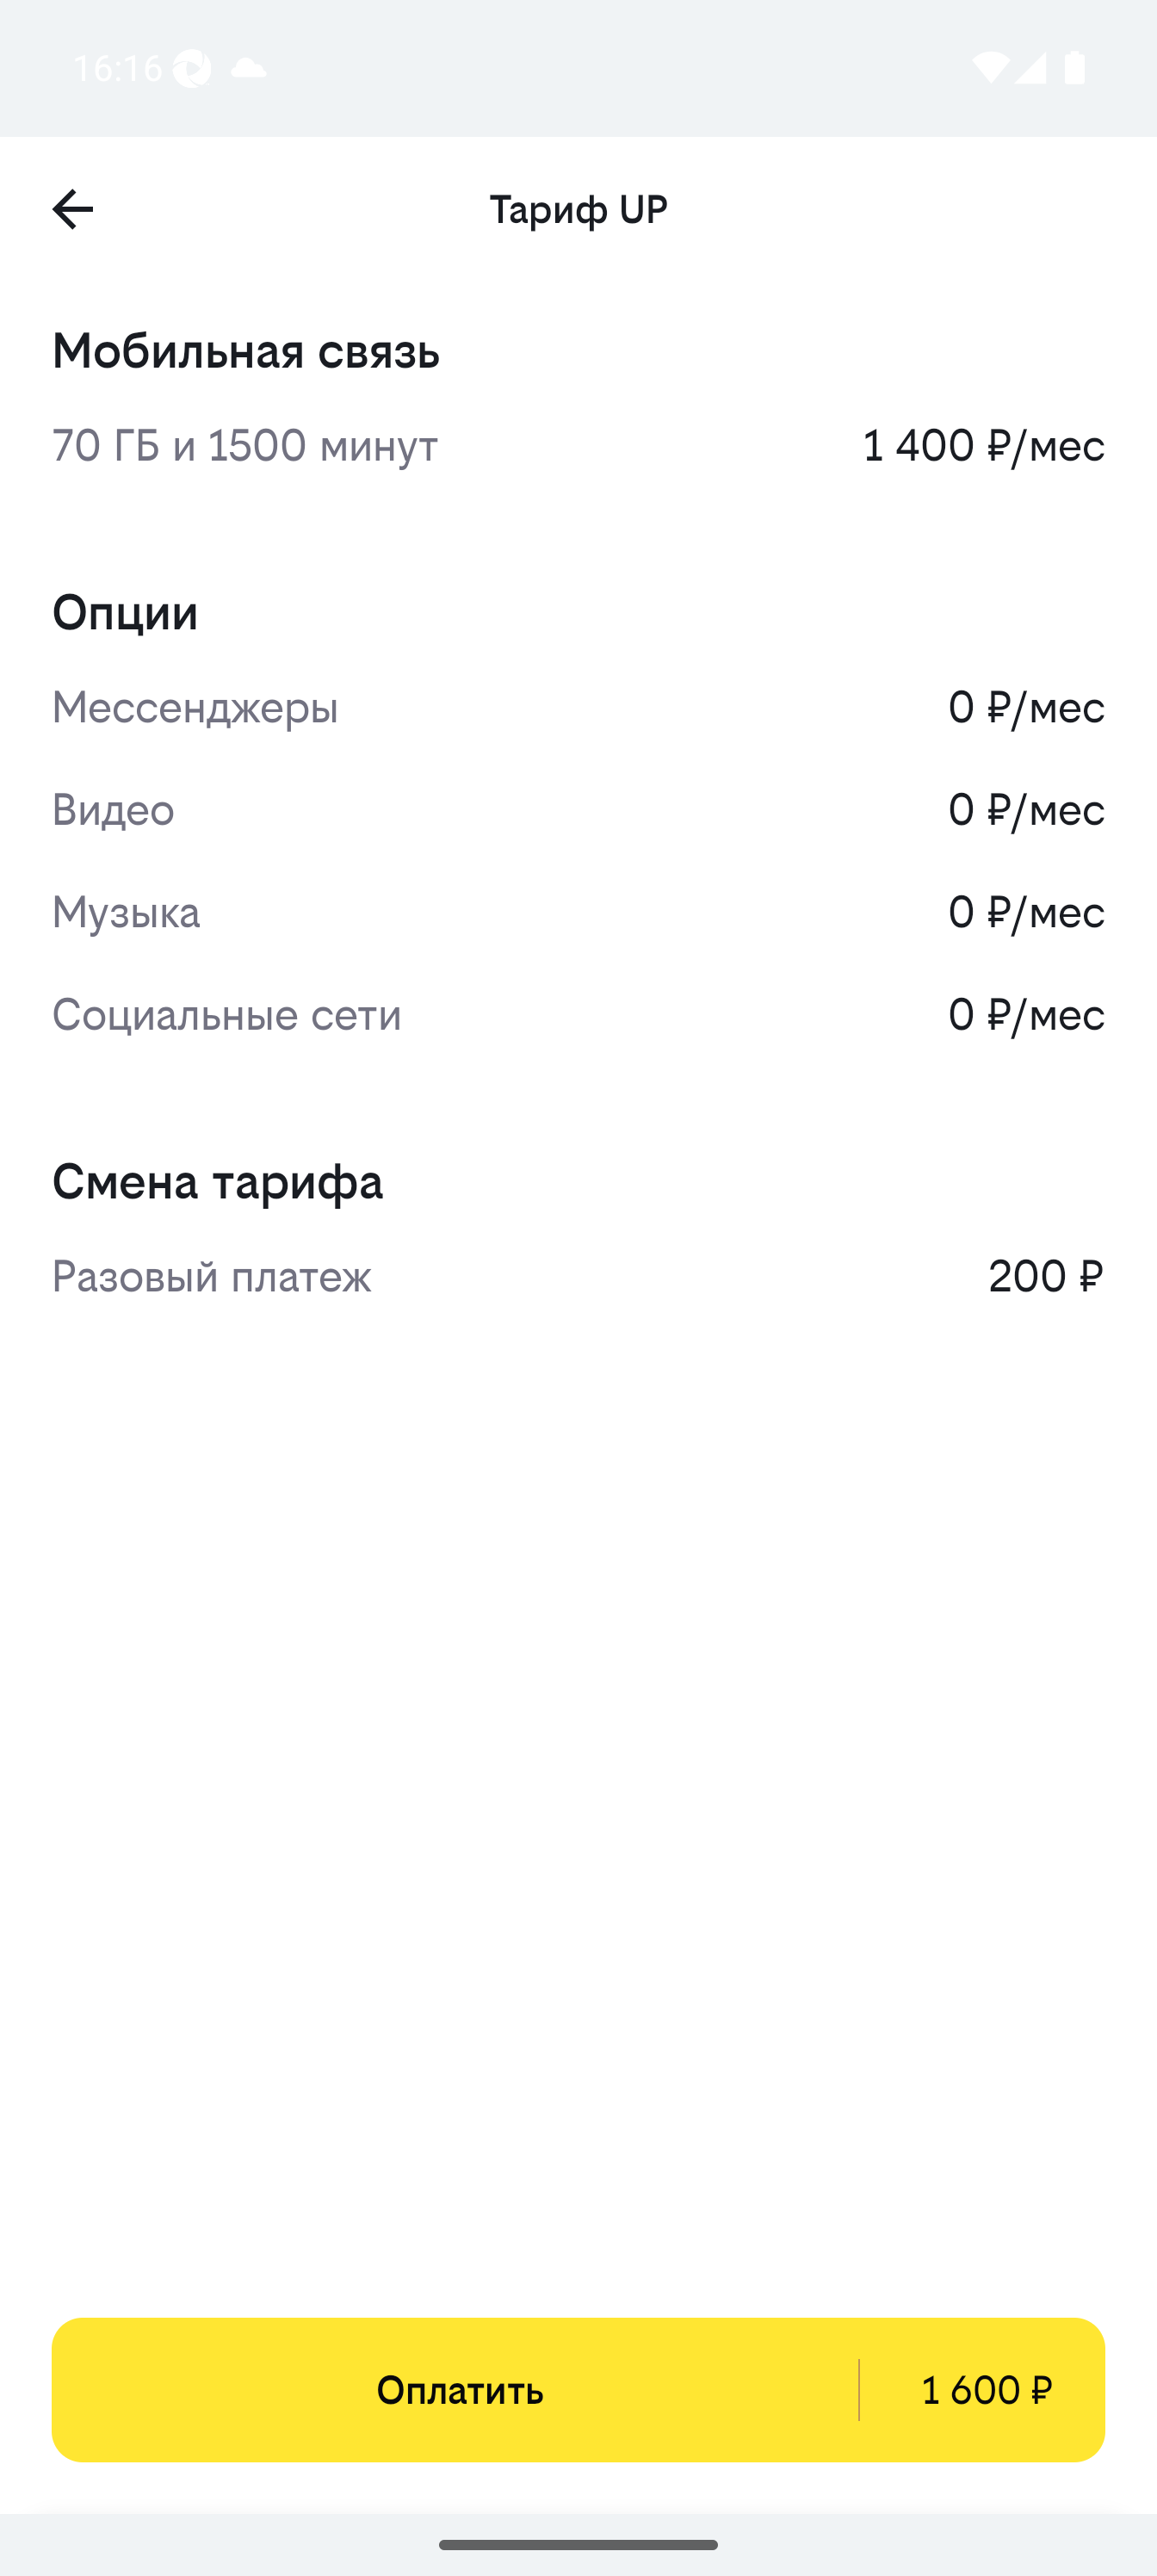 16:16
Тариф UP
Мобильная связь
70 ГБ и 1500 минут 1 400 ₽/мес
Опции
Мессенджеры 0 ₽/мес
Видео 0 ₽/мес
Музыка 0 ₽/мес
Социальные сети 0 ₽/мес
Смена тарифа
Разовый платеж 200 ₽
Оплатить 1 600 ₽